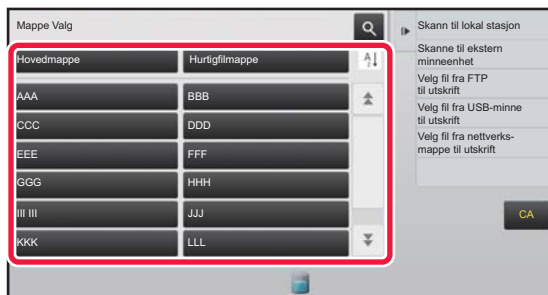 Mappe Valg
Hovedmappe
Hurtigfilmappe
AAA
BBB
CCC
DDD
EEE
FFF
GGG
HHH
III III
JJJ
KKK
LLL
Skann til lokal stasjon
Skanne til ekstern
minneenhet
Velg fil fra FTP
til utskrift
Velg fil fra USB-minne
til utskrift
Velg fil fra nettverks-
mappe til utskrift
CA